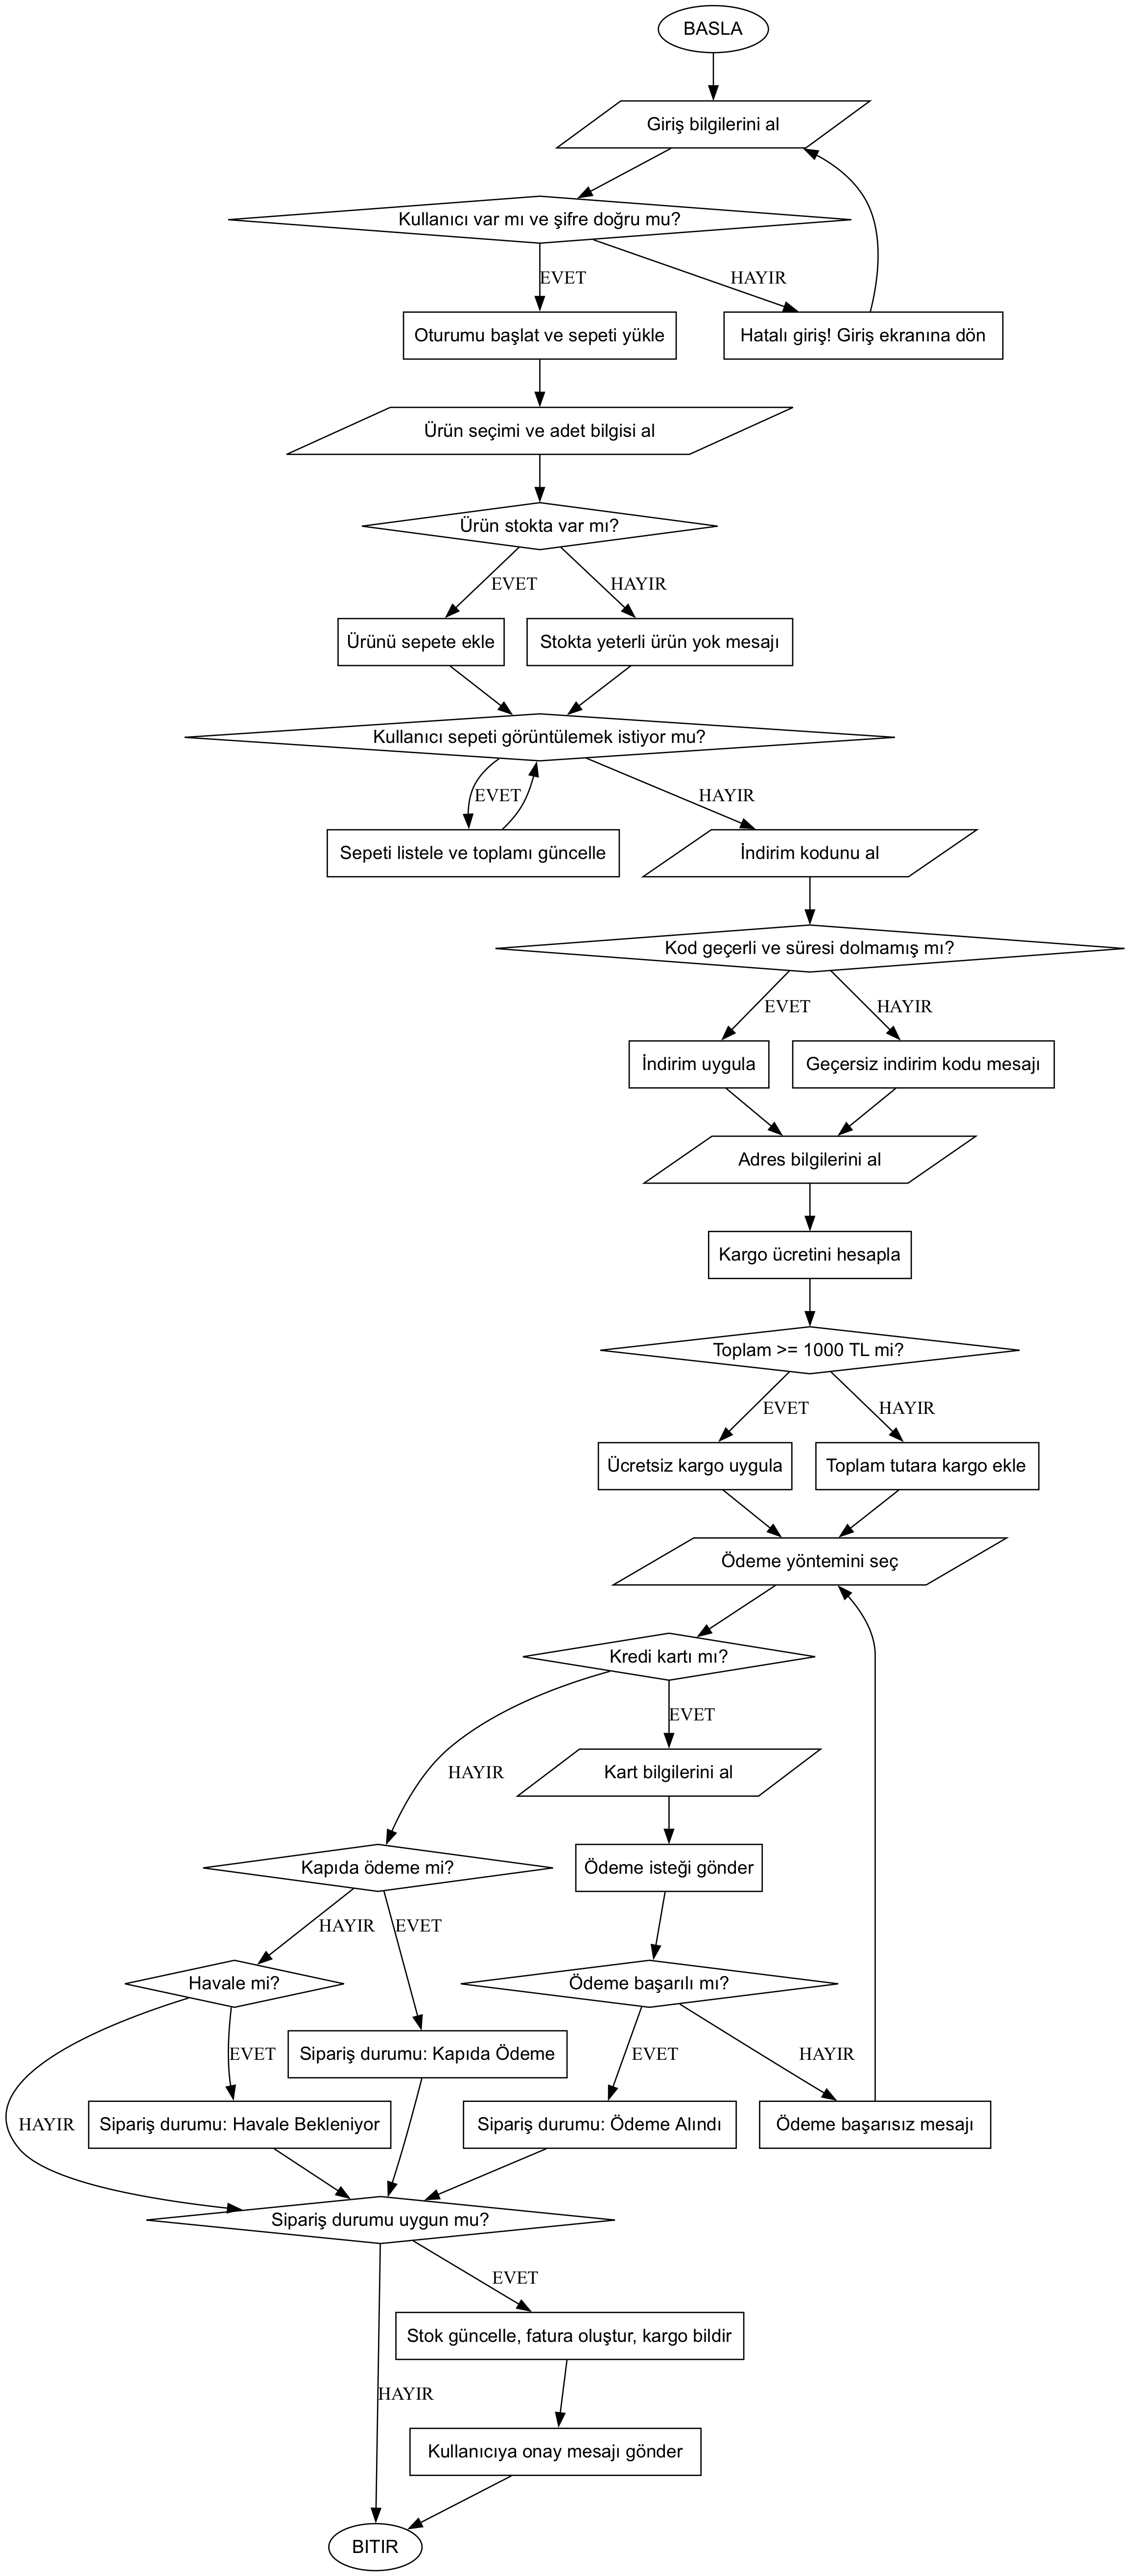 BASLA
Giriş bilgilerini al
Kullanıcı var mı ve şifre doğru mu?
EVET
HAYIR
Oturumu başlat ve sepeti yükle
Hatalı giriş! Giriş ekranına dön
Ürün seçimi ve adet bilgisi al
Ürün stokta var mı?
EVET
HAYIR
Ürünü sepete ekle
Stokta yeterli ürün yok mesajı
Kullanıcı sepeti görüntülemek istiyor mu?
EVET
HAYIR
Sepeti listele ve toplamı güncelle
İndirim kodunu al
Kod geçerli ve süresi dolmamış mı?
EVET
HAYIR
İndirim uygula
Geçersiz indirim kodu mesajı
Adres bilgilerini al
Kargo ücretini hesapla
Toplam >= 1000 TL mi?
EVET
HAYIR
Ücretsiz kargo uygula
Toplam tutara kargo ekle
Ödeme yöntemini seç
Kredi kartı mı?
EVET
HAYIR
Kart bilgilerini al
Kapıda ödeme mi?
Ödeme isteği gönder
HAYIR
EVET
Havale mi?
Ödeme başarılı mı?
EVET
Sipariş durumu: Kapıda Ödeme
EVET
HAYIR
HAYIR
Sipariş durumu: Havale Bekleniyor
Sipariş durumu: Ödeme Alındı
Ödeme başarısız mesajı
Sipariş durumu uygun mu?
EVET
Stok güncelle, fatura oluştur, kargo bildir
HAYIR
Kullanıcıya onay mesajı gönder
BITIR